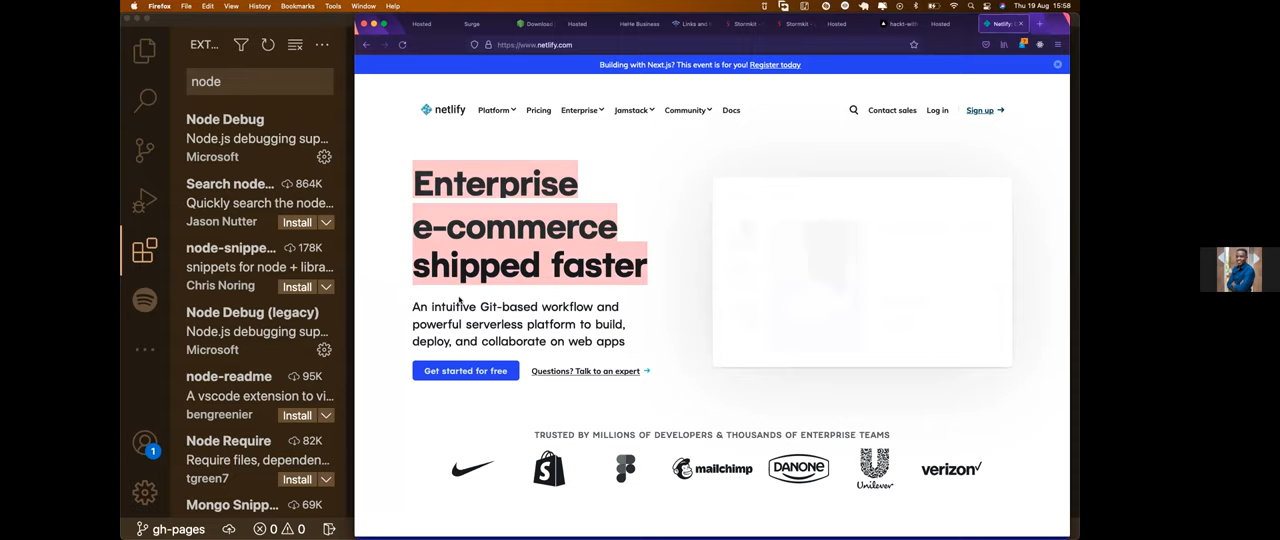 Firefox File Edit View History Bookmarks Tools Window Help
Thu 19 Aug 15:58
Hosted Surge Download Hosted HeHe Business Links and Stormkit Stormkit Hosted hackt-with Hosted Netlify:
https://www.netlify.com
Building with Next.js? This event is for you! Register today
netlify Platform Pricing Enterprise Jamstack Community Docs
Contact sales Log in Sign up
Enterprise
e-commerce
shipped faster
An intuitive Git-based workflow and
powerful serverless platform to build,
deploy, and collaborate on web apps
Get started for free Questions? Talk to an expert
TRUSTED BY MILLIONS OF DEVELOPERS & THOUSANDS OF ENTERPRISE TEAMS
mailchimp DANONE Unilever verizon
EXT...
node
Node Debug
Node.js debugging sup...
Microsoft
Search node... 864K
Quickly search the node...
Jason Nutter Install
node-snippe... 178K
snippets for node + libra...
Chris Noring Install
Node Debug (legacy)
Node.js debugging sup...
Microsoft
node-readme 95K
A vscode extension to vi...
bengreenier Install
Node Require 82K
Require files, dependen...
tgreen7 Install
Mongo Snipp... 69K
1
gh-pages 0 0